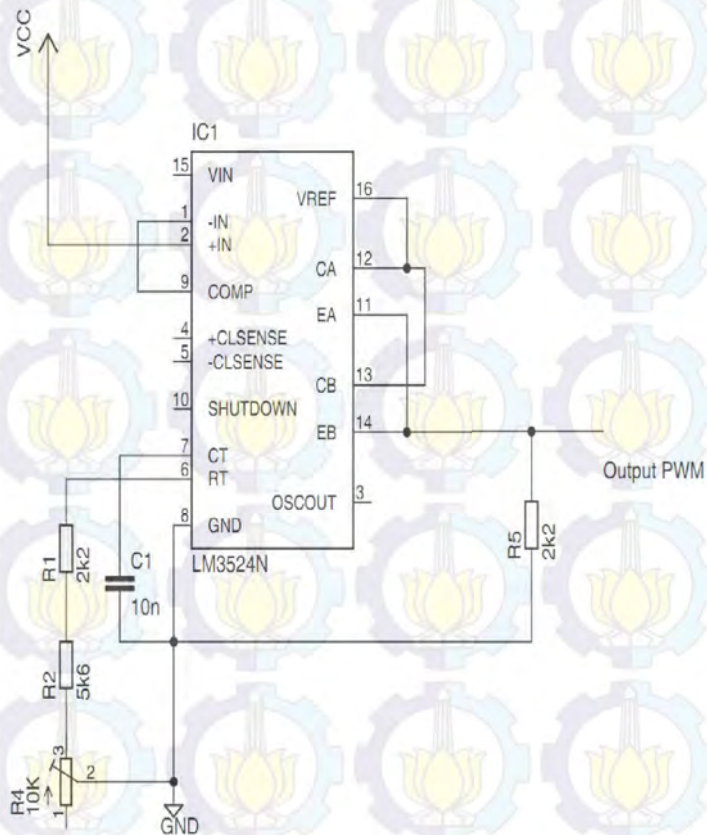 VCC
IC1
15 VIN
VREF 16
1 -IN
2 +IN
CA 12
9 COMP
EA 11
4 +CLSENSE
5 -CLSENSE
CB 13
10 SHUTDOWN
EB 14
7 CT
6 RT
Output PWM
OSCOUT 3
8 GND
LM3524N
R1 2k2
C1
10n
R5 2k2
R2 5k6
R4 10K
3
2
1
GND